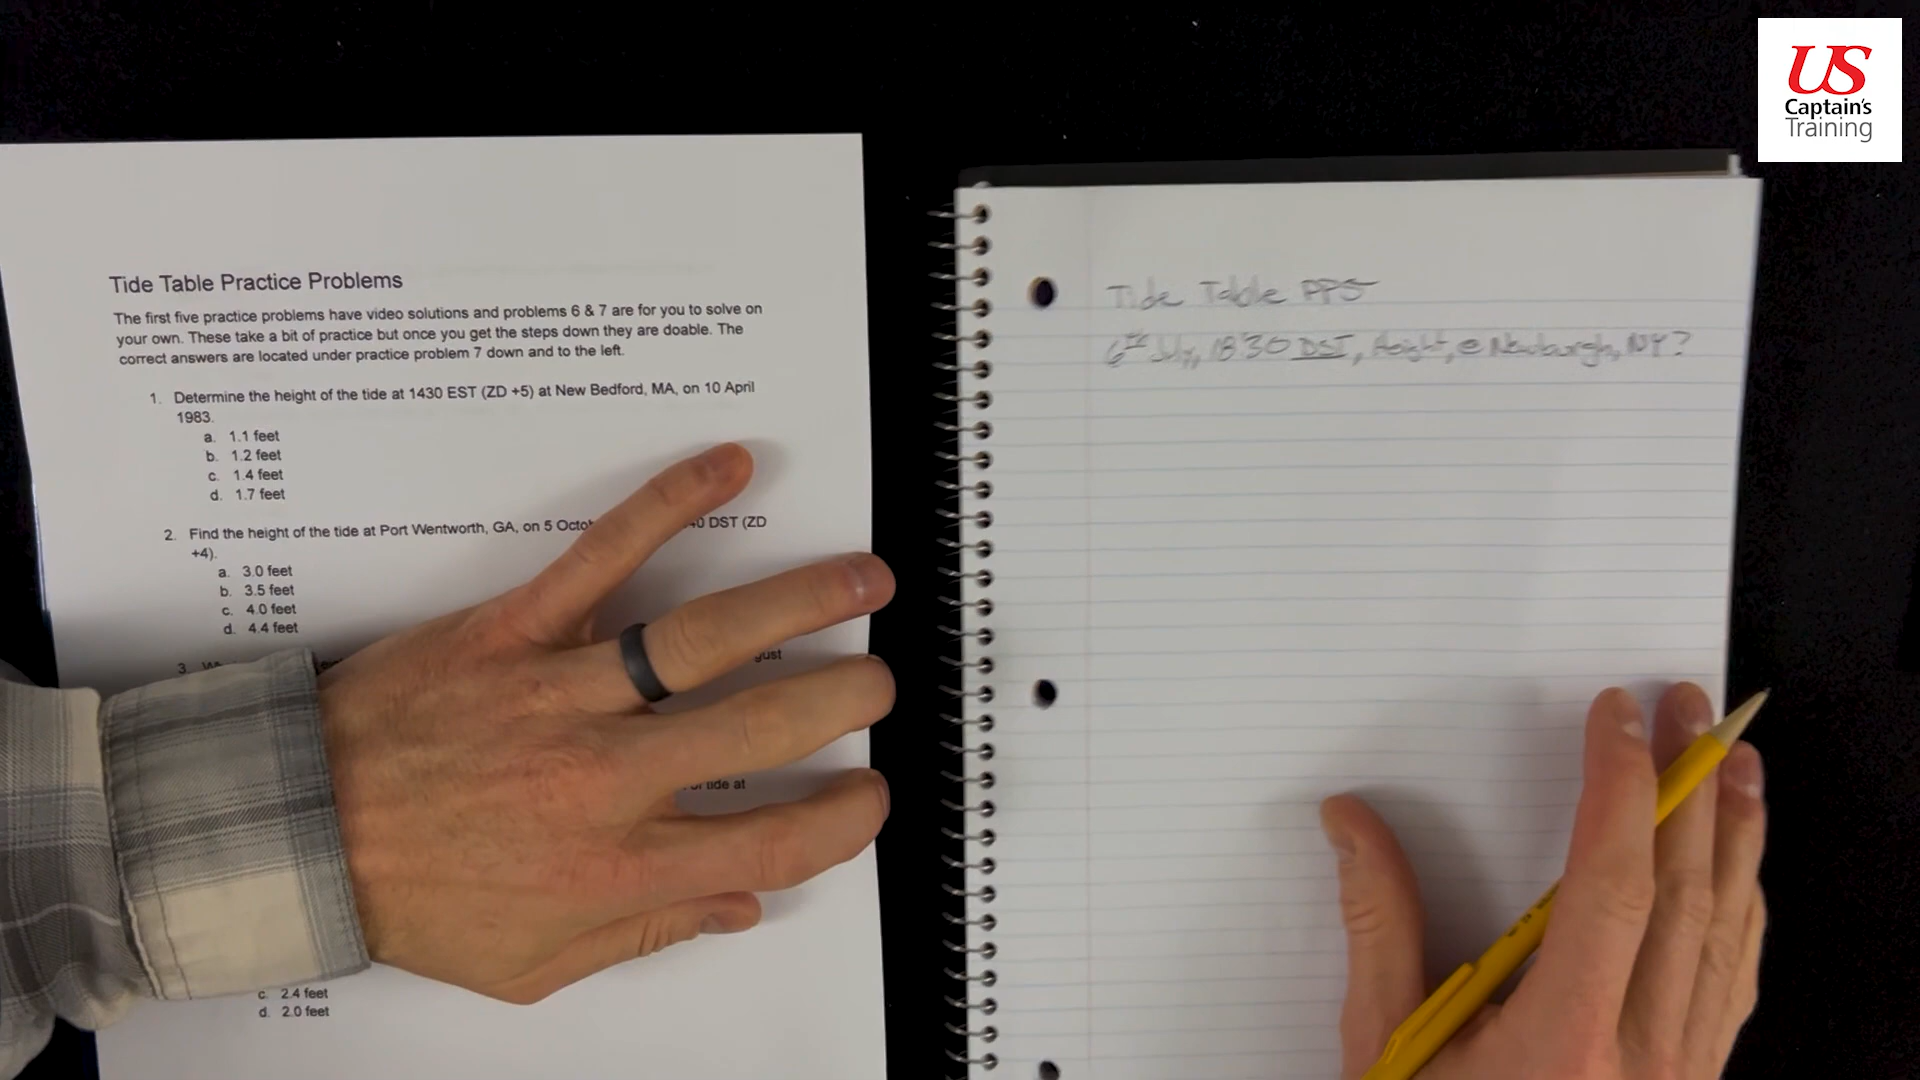 US
Captain's
Training
Tide Table Practice Problems
The first five practice problems have video solutions and problems 6 & 7 are for you to solve on
your own. These take a bit of practice but once you get the steps down they are doable. The
correct answers are located under practice problem 7 down and to the left.
1. Determine the height of the tide at 1430 EST (ZD +5) at New Bedford, MA, on 10 April
1983.
a. 1.1 feet
b. 1.2 feet
c. 1.4 feet
d. 1.7 feet
2. Find the height of the tide at Port Wentworth, GA, on 5 Octo 40 DST (ZD
+4).
a. 3.0 feet
b. 3.5 feet
c. 4.0 feet
d. 4.4 feet
3.
gust
tide at
c. 2.4 feet
d. 2.0 feet
Tide Table PP5
6th July, 1830 DST, Height, @ Newburgh, NY?